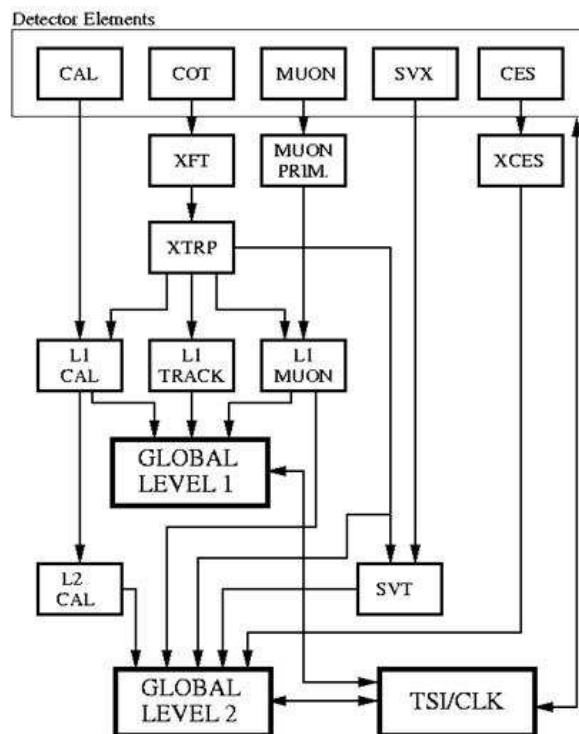 Detector Elements
CAL
COT
MUON
SVX
CES
XFT
MUON
PRIM.
XCES
XTRP
L1
CAL
L1
TRACK
L1
MUON
GLOBAL
LEVEL 1
L2
CAL
SVT
GLOBAL
LEVEL 2
TSI/CLK